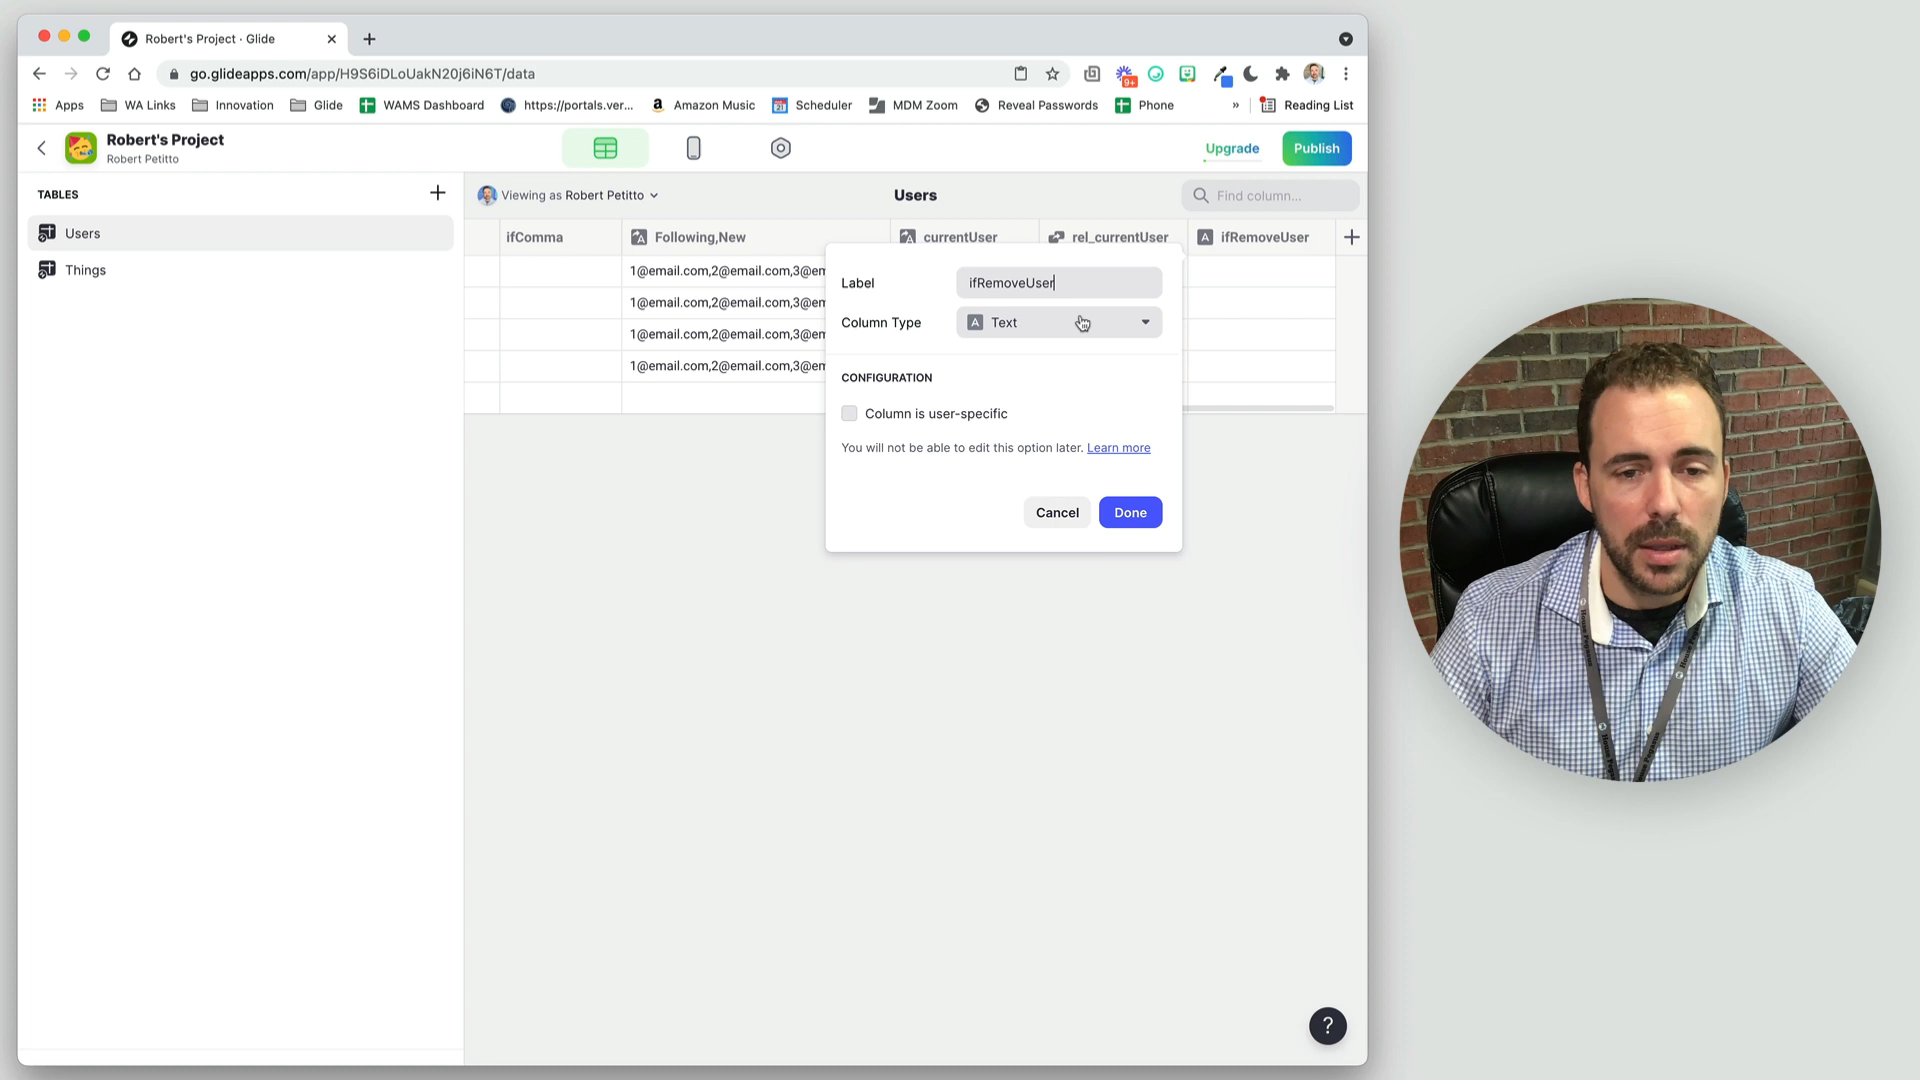 Robert's Project · Glide
go.glideapps.com/app/H9S6iDLoUakN20j6iN6T/data
9+
Apps
WA Links
Innovation
Glide
WAMS Dashboard
https://portals.ver...
Amazon Music
Scheduler
MDM Zoom
Reveal Passwords
Phone
»
Reading List
Robert's Project
Robert Petitto
Upgrade
Publish
TABLES
Users
Things
Viewing as Robert Petitto
Users
Find column...
ifComma
Following,New
currentUser
rel_currentUser
ifRemoveUser
1@email.com,2@email.com,3@em
1@email.com,2@email.com,3@em
1@email.com,2@email.com,3@em
1@email.com,2@email.com,3@em
Label
ifRemoveUser
Column Type
A Text
CONFIGURATION
Column is user-specific
You will not be able to edit this option later. Learn more
Cancel
Done
?